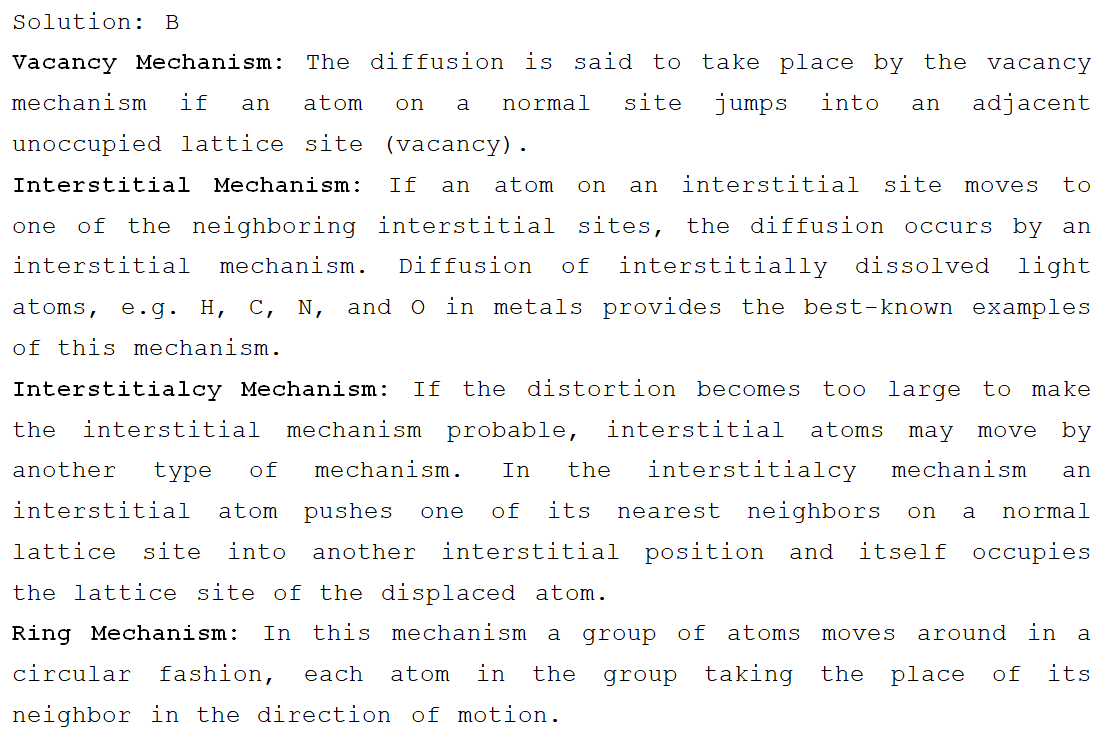 Solution: B
Vacancy Mechanism: The diffusion is said to take place by the vacancy
mechanism if an atom on a normal site jumps into an adjacent
unoccupied lattice site (vacancy).
Interstitial Mechanism: If an atom on an interstitial site moves to
one of the neighboring interstitial sites, the diffusion occurs by an
interstitial mechanism. Diffusion of interstitially dissolved light
atoms, e.g. H, C, N, and O in metals provides the best-known examples
of this mechanism.
Interstitialcy Mechanism: If the distortion becomes too large to make
the interstitial mechanism probable, interstitial atoms may move by
another type of mechanism. In the interstitialcy mechanism an
interstitial atom pushes one of its nearest neighbors on a normal
lattice site into another interstitial position and itself occupies
the lattice site of the displaced atom.
Ring Mechanism: In this mechanism a group of atoms moves around in a
circular fashion, each atom in the group taking the place of its
neighbor in the direction of motion.